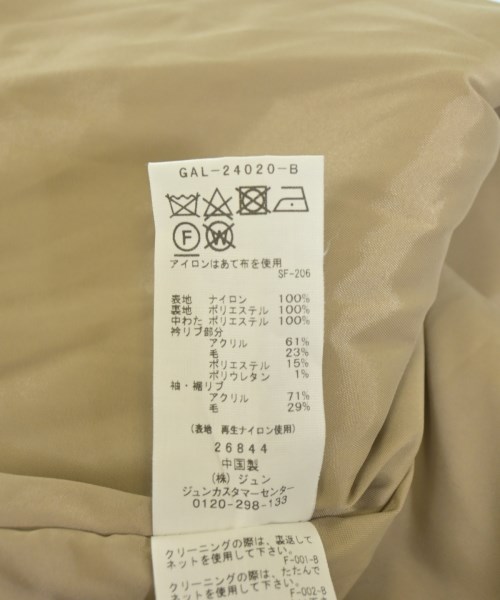 GAL-24020-B
F W
アイロンはあて布を使用
SF-206
表地 ナイロン 100%
裏地 ポリエステル 100%
中わた ポリエステル 100%
衿リブ部分
アクリル 61%
毛 23%
ポリエステル 15%
ポリウレタン 1%
袖・裾リブ
アクリル 71%
毛 29%
(表地 再生ナイロン使用)
26844
中国製
(株) ジュン
ジュンカスタマーセンター
0120-298-133
クリーニングの際は、裏返して
ネットを使用して下さい。
F-001-B
クリーニングの際は、たたんで
ネットを使用して下さい。
F-002-B